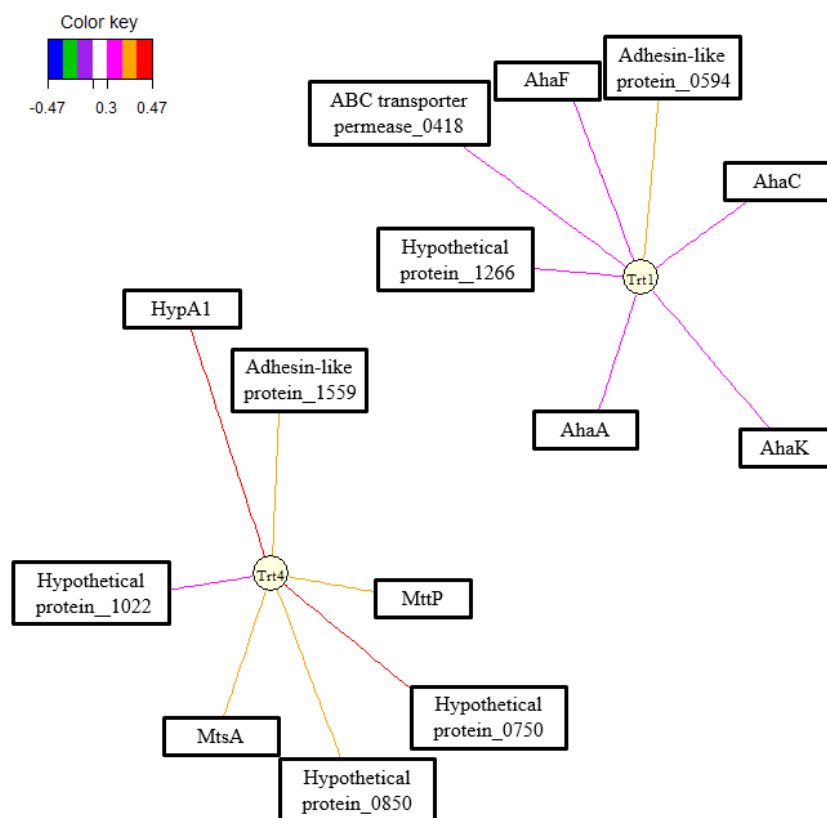 Color key
-0.47
0.3
0.47
AhaF
Adhesin-like
protein_0594
ABC transporter
permease_0418
AhaC
Hypothetical
protein_1266
Trt1
HypA1
Adhesin-like
protein_1559
AhaA
AhaK
Trt4
Hypothetical
protein_1022
MttP
Hypothetical
protein_0750
MtsA
Hypothetical
protein_0850